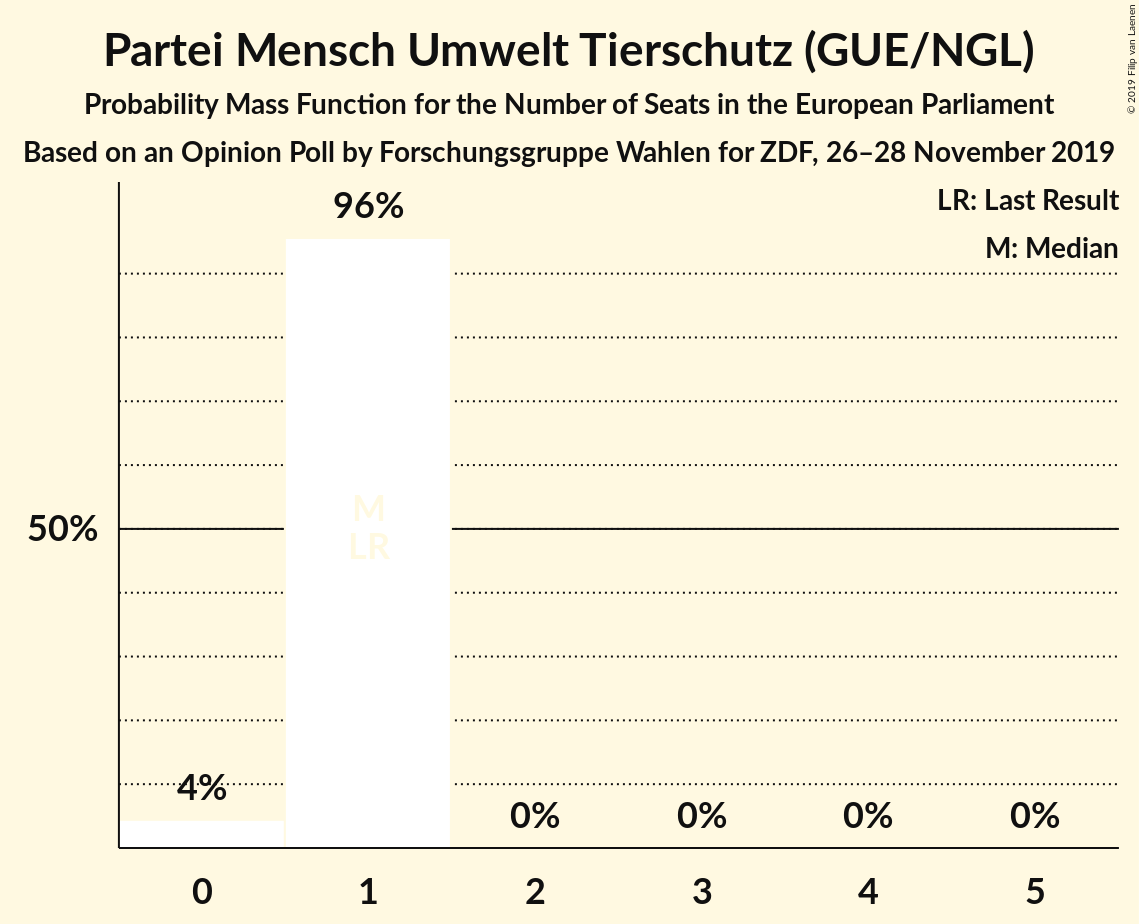 Partei Mensch Umwelt Tierschutz (GUE/NGL)
Probability Mass Function for the Number of Seats in the European Parliament
Based on an Opinion Poll by Forschungsgruppe Wahlen for ZDF, 26–28 November 2019
© 2019 Filip van Laenen
LR: Last Result
M: Median
96%
M
LR
50%
4%
0% 0% 0% 0%
0 1 2 3 4 5